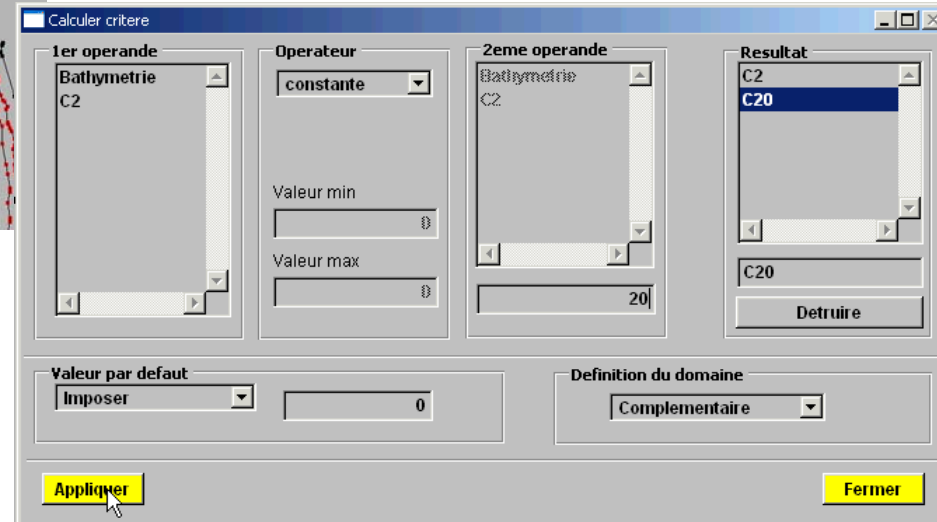 Calculer critere
1er operande
Bathymetrie
C2
Operateur
constante
Valeur min
0
Valeur max
0
2eme operande
Bathymetrie
C2
20
Resultat
C2
C20
C20
Detruire
Valeur par defaut
Imposer
0
Definition du domaine
Complementaire
Appliquer
Fermer